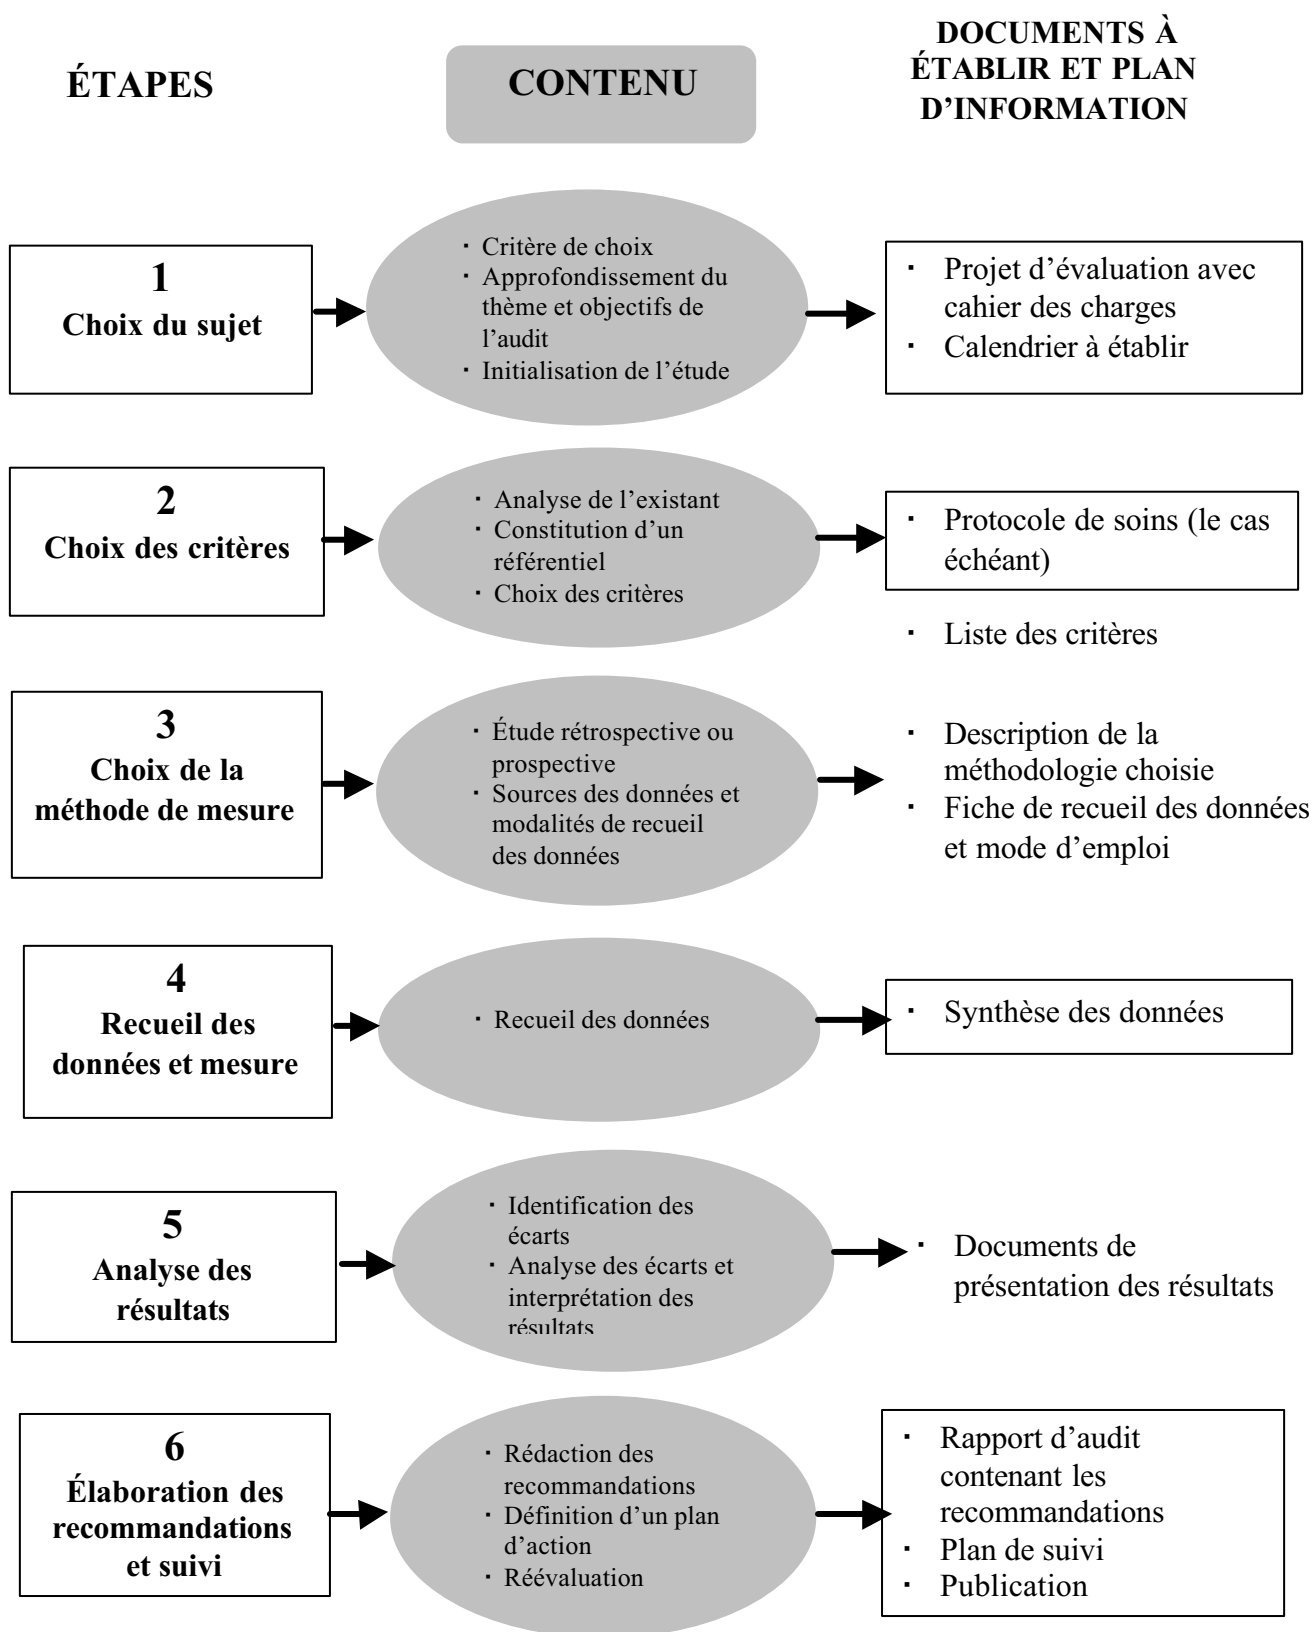 ÉTAPES
CONTENU
DOCUMENTS À
ÉTABLIR ET PLAN
D’INFORMATION
1
Choix du sujet
· Critère de choix
· Approfondissement du
thème et objectifs de
l’audit
· Initialisation de l’étude
· Projet d’évaluation avec
cahier des charges
· Calendrier à établir
2
Choix des critères
· Analyse de l’existant
· Constitution d’un
référentiel
· Choix des critères
· Protocole de soins (le cas
échéant)
· Liste des critères
3
Choix de la
méthode de mesure
· Étude rétrospective ou
prospective
· Sources des données et
modalités de recueil
des données
· Description de la
méthodologie choisie
· Fiche de recueil des données
et mode d’emploi
4
Recueil des
données et mesure
· Recueil des données
· Synthèse des données
5
Analyse des
résultats
· Identification des
écarts
· Analyse des écarts et
interprétation des
résultats
· Documents de
présentation des résultats
6
Élaboration des
recommandations
et suivi
· Rédaction des
recommandations
· Définition d’un plan
d’action
· Réévaluation
· Rapport d’audit
contenant les
recommandations
· Plan de suivi
· Publication